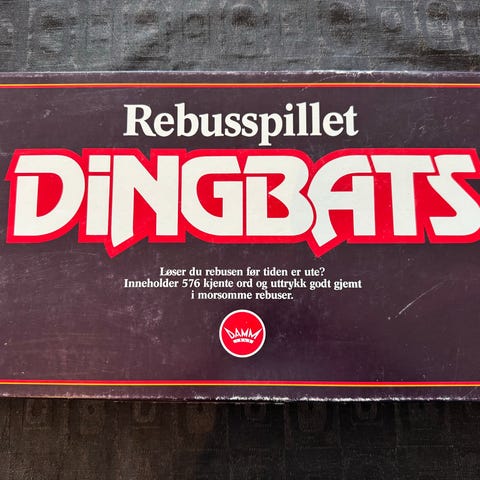 Rebusspillet
DiNGBATS
Løser du rebusen før tiden er ute?
Inneholder 576 kjente ord og uttrykk godt gjemt
i morsomme rebuser.
DAMM